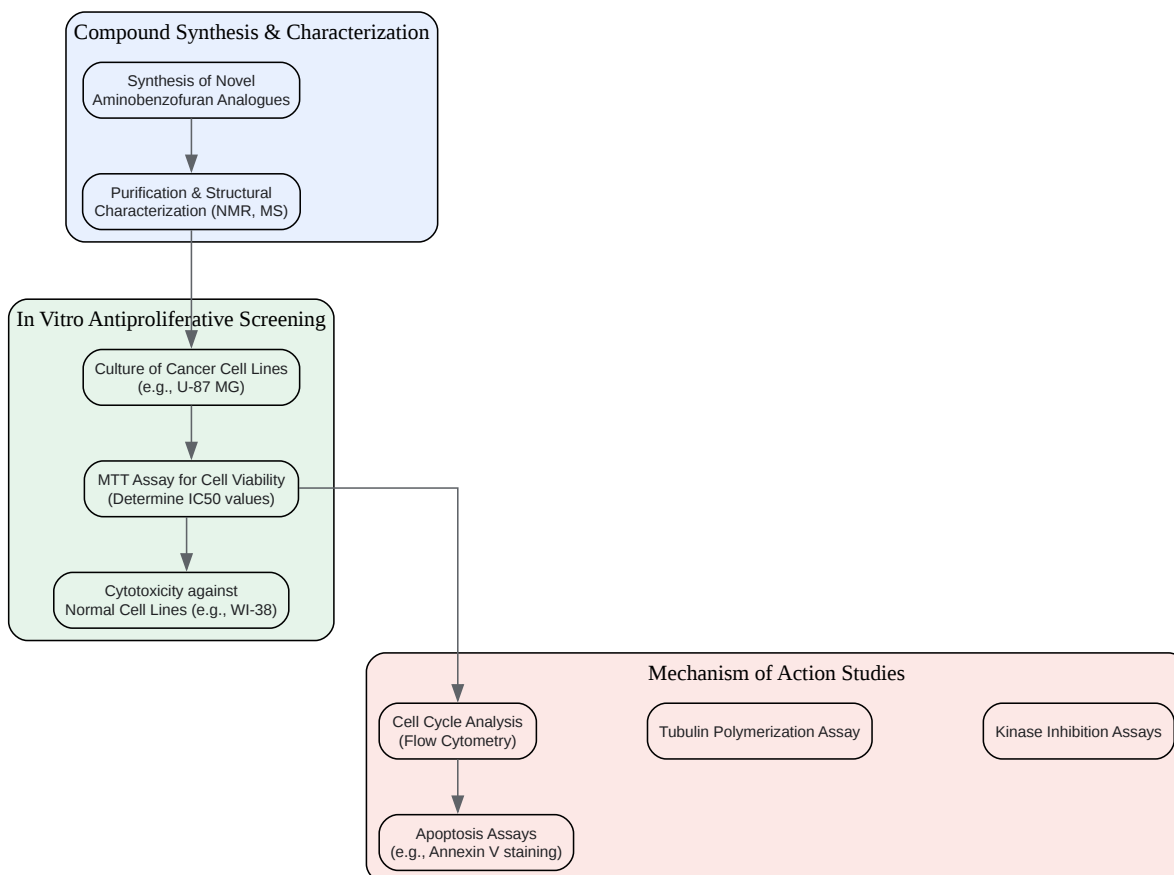 Compound Synthesis & Characterization
Synthesis of Novel
Aminobenzofuran Analogues
Purification & Structural
Characterization (NMR, MS)
In Vitro Antiproliferative Screening
Culture of Cancer Cell Lines
(e.g., U-87 MG)
MTT Assay for Cell Viability
(Determine IC50 values)
Cytotoxicity against
Normal Cell Lines (e.g., WI-38)
Mechanism of Action Studies
Cell Cycle Analysis
(Flow Cytometry)
Tubulin Polymerization Assay
Kinase Inhibition Assays
Apoptosis Assays
(e.g., Annexin V staining)